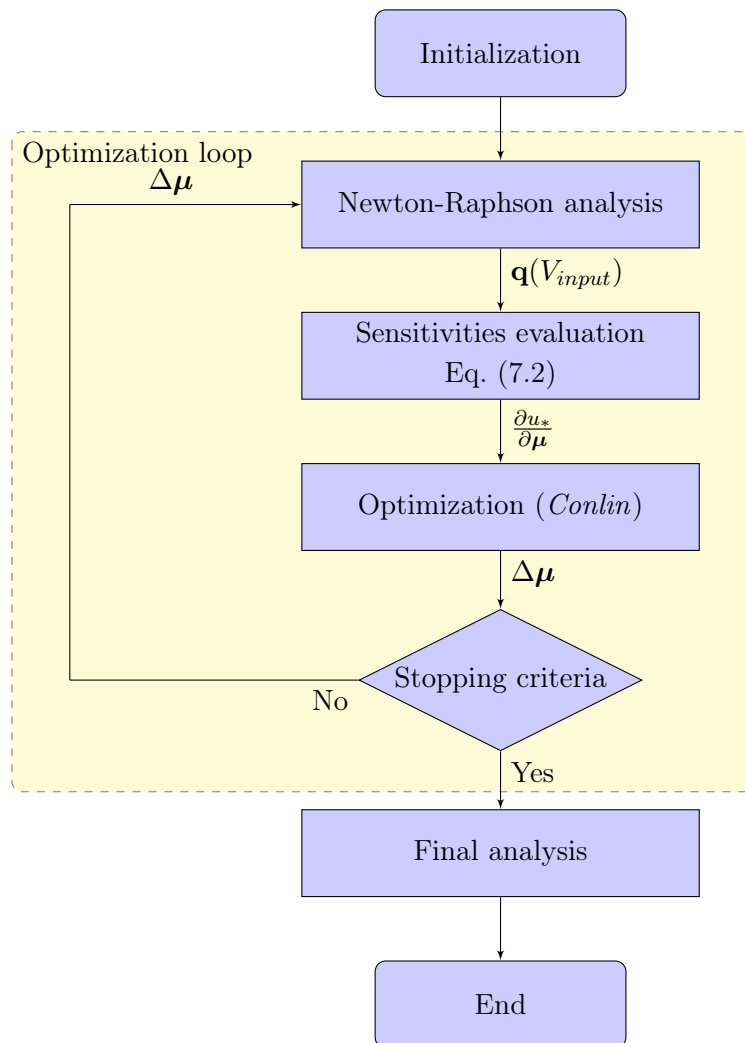 Initialization
Optimization loop
Δμ
Newton-Raphson analysis
q(V_input)
Sensitivities evaluation
Eq. (7.2)
∂u_*/∂μ
Optimization (Conlin)
Δμ
Stopping criteria
No
Yes
Final analysis
End